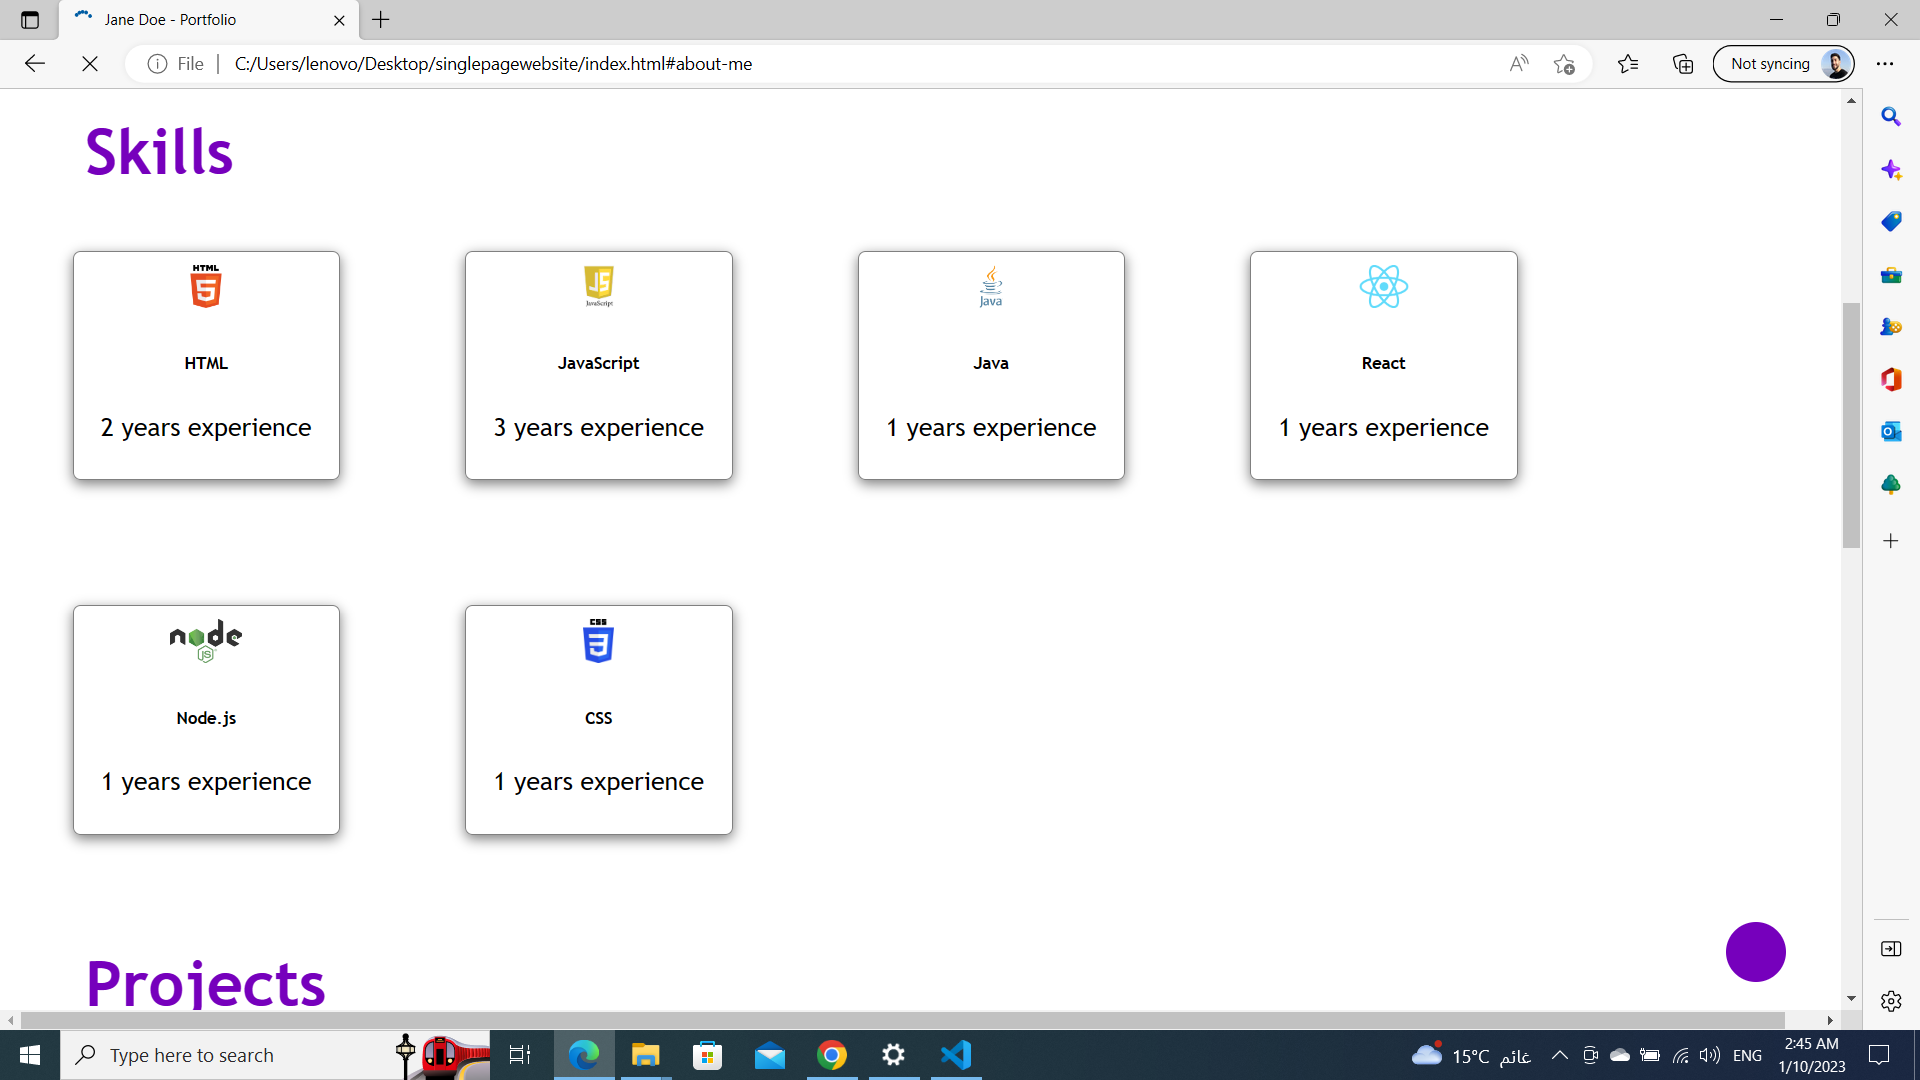 Jane Doe - Portfolio
File C:/Users/lenovo/Desktop/singlepagewebsite/index.html#about-me
Not syncing
Skills
HTML
5
JS
JavaScript
Java
HTML
JavaScript
Java
React
2 years experience
3 years experience
1 years experience
1 years experience
node
JS
CSS
3
Node.js
CSS
1 years experience
1 years experience
Projects
Type here to search
15°C غائم
ENG
2:45 AM
1/10/2023